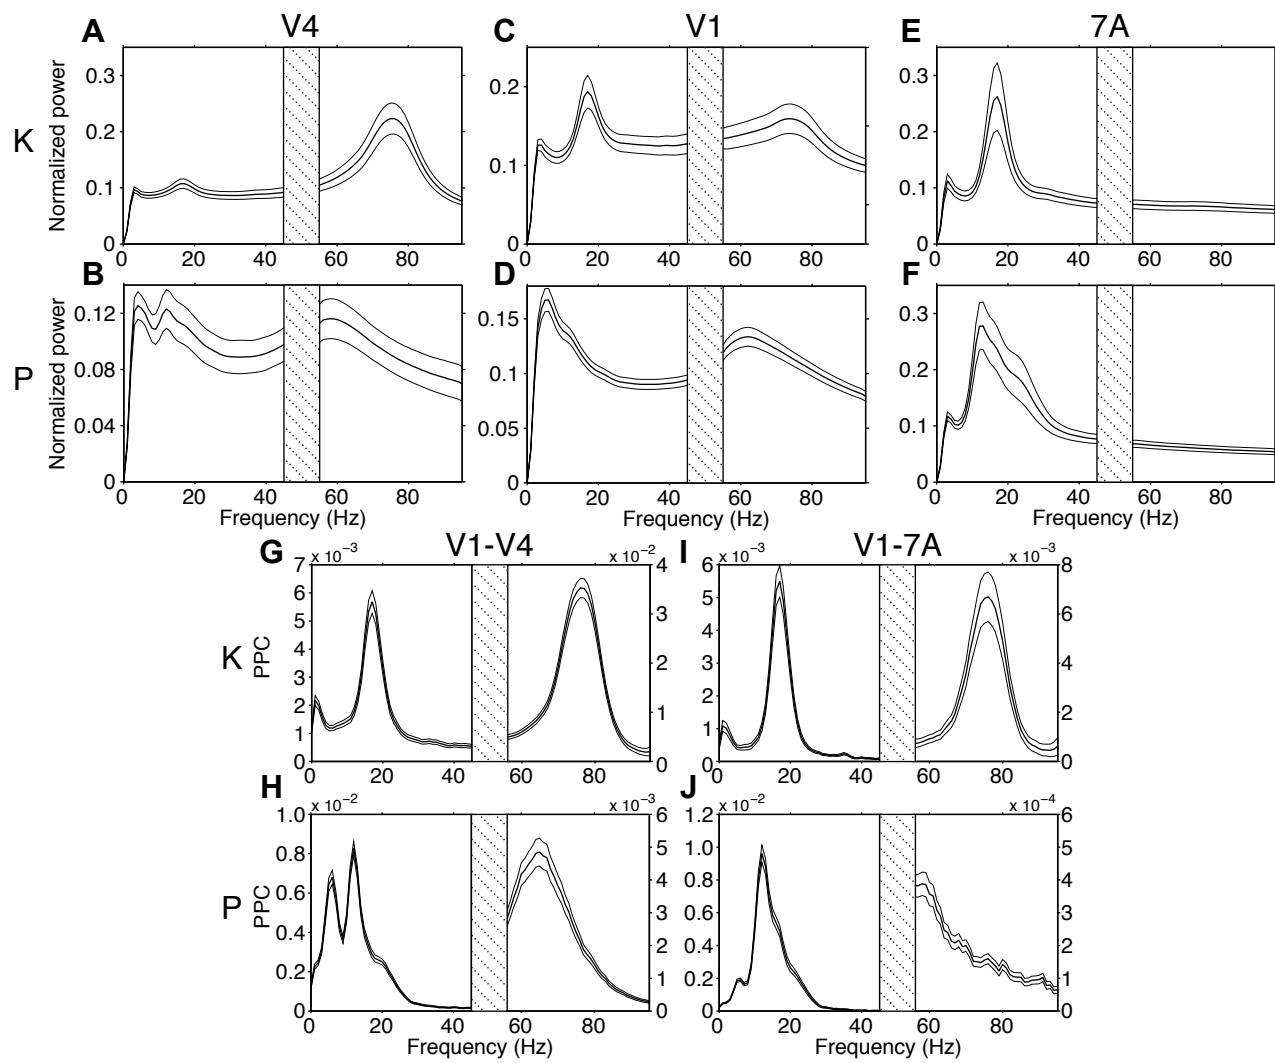 A V4 C V1 E 7A
K
Normalized power
0.3 0.2 0.1 0
0.2 0.1 0
0.3 0.2 0.1 0
0 20 40 60 80
0 20 40 60 80
0 20 40 60 80
B D F
P
Normalized power
0.12 0.08 0.04 0
0.15 0.1 0.05 0
0.3 0.2 0.1 0
0 20 40 60 80
0 20 40 60 80
0 20 40 60 80
Frequency (Hz) Frequency (Hz) Frequency (Hz)
G V1-V4 I V1-7A
x 10⁻³ x 10⁻² x 10⁻³ x 10⁻³
K
PPC
7 6 5 4 3 2 1 0
4 3 2 1 0
6 5 4 3 2 1 0
8 6 4 2 0
0 20 40 60 80
0 20 40 60 80
H J
x 10⁻² x 10⁻³ x 10⁻² x 10⁻⁴
P
PPC
1.0 0.8 0.6 0.4 0.2 0
6 5 4 3 2 1 0
1.2 1.0 0.8 0.6 0.4 0.2 0
6 5 4 3 2 1 0
0 20 40 60 80
0 20 40 60 80
Frequency (Hz) Frequency (Hz)